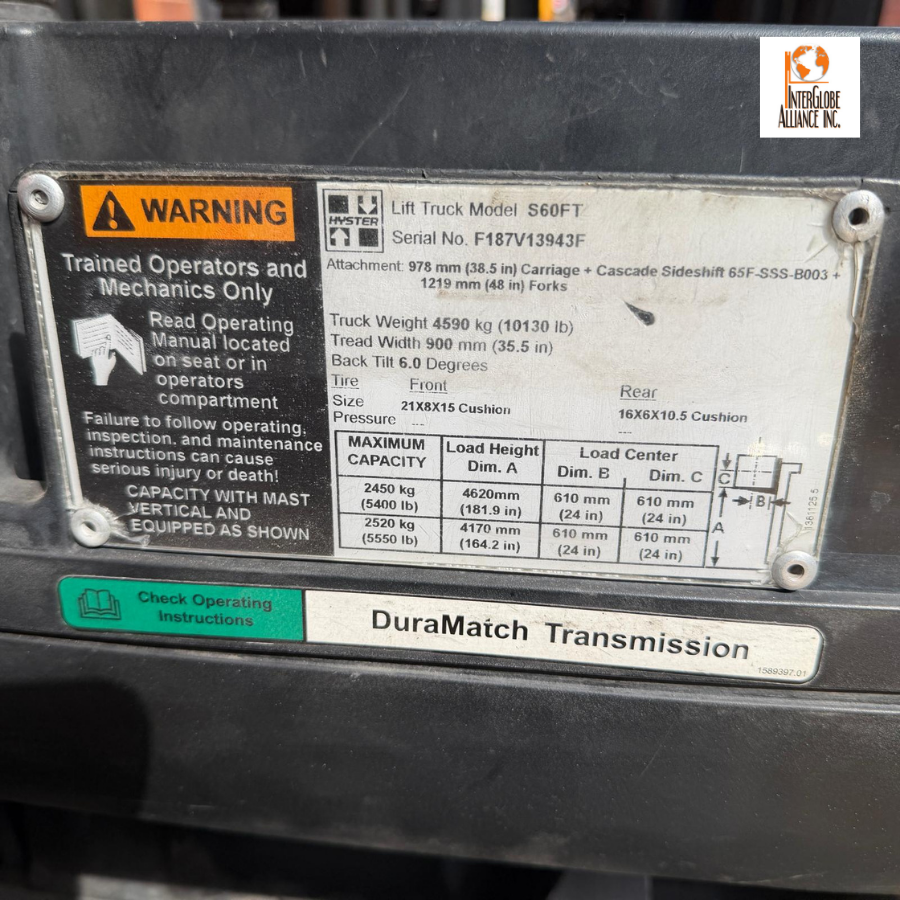 INTERGLOBE
ALLIANCE INC.
WARNING
Trained Operators and
Mechanics Only
Read Operating
Manual located
on seat or in
operators
compartment
Failure to follow operating,
inspection, and maintenance
instructions can cause
serious injury or death!
CAPACITY WITH MAST
VERTICAL AND
EQUIPPED AS SHOWN
HYSTER
Lift Truck Model S60FT
Serial No. F187V13943F
Attachment: 978 mm (38.5 in) Carriage + Cascade Sideshift 65F-SSS-B003 +
1219 mm (48 in) Forks
Truck Weight 4590 kg (10130 lb)
Tread Width 900 mm (35.5 in)
Back Tilt 6.0 Degrees
Tire Front Rear
Size 21X8X15 Cushion 16X6X10.5 Cushion
Pressure --- ---
MAXIMUM CAPACITY Load Height Dim. A Load Center Dim. B Dim. C
2450 kg (5400 lb) 4620mm (181.9 in) 610 mm (24 in) 610 mm (24 in)
2520 kg (5550 lb) 4170 mm (164.2 in) 610 mm (24 in) 610 mm (24 in)
C
B
A
1381125.5
Check Operating
Instructions
DuraMatch Transmission
1589397.01